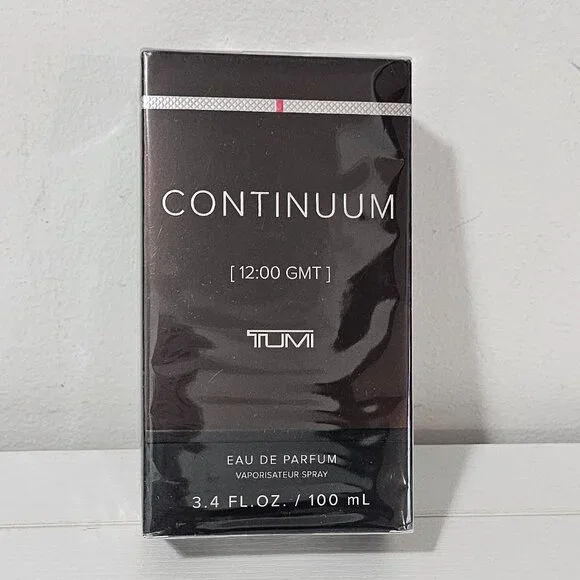 CONTINUUM
[ 12:00 GMT ]
TUMI
EAU DE PARFUM
VAPORISATEUR SPRAY
3.4 FL.OZ. / 100 mL